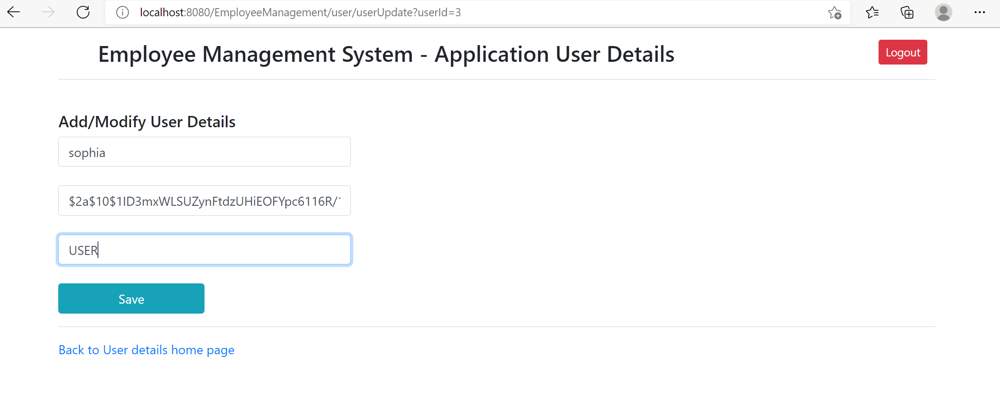 localhost:8080/EmployeeManagement/user/userUpdate?userId=3
Employee Management System - Application User Details
Logout
Add/Modify User Details
sophia
$2a$10$1ID3mxWLSUZynFtdzUHiEOFYpc6116R/
USER
Save
Back to User details home page